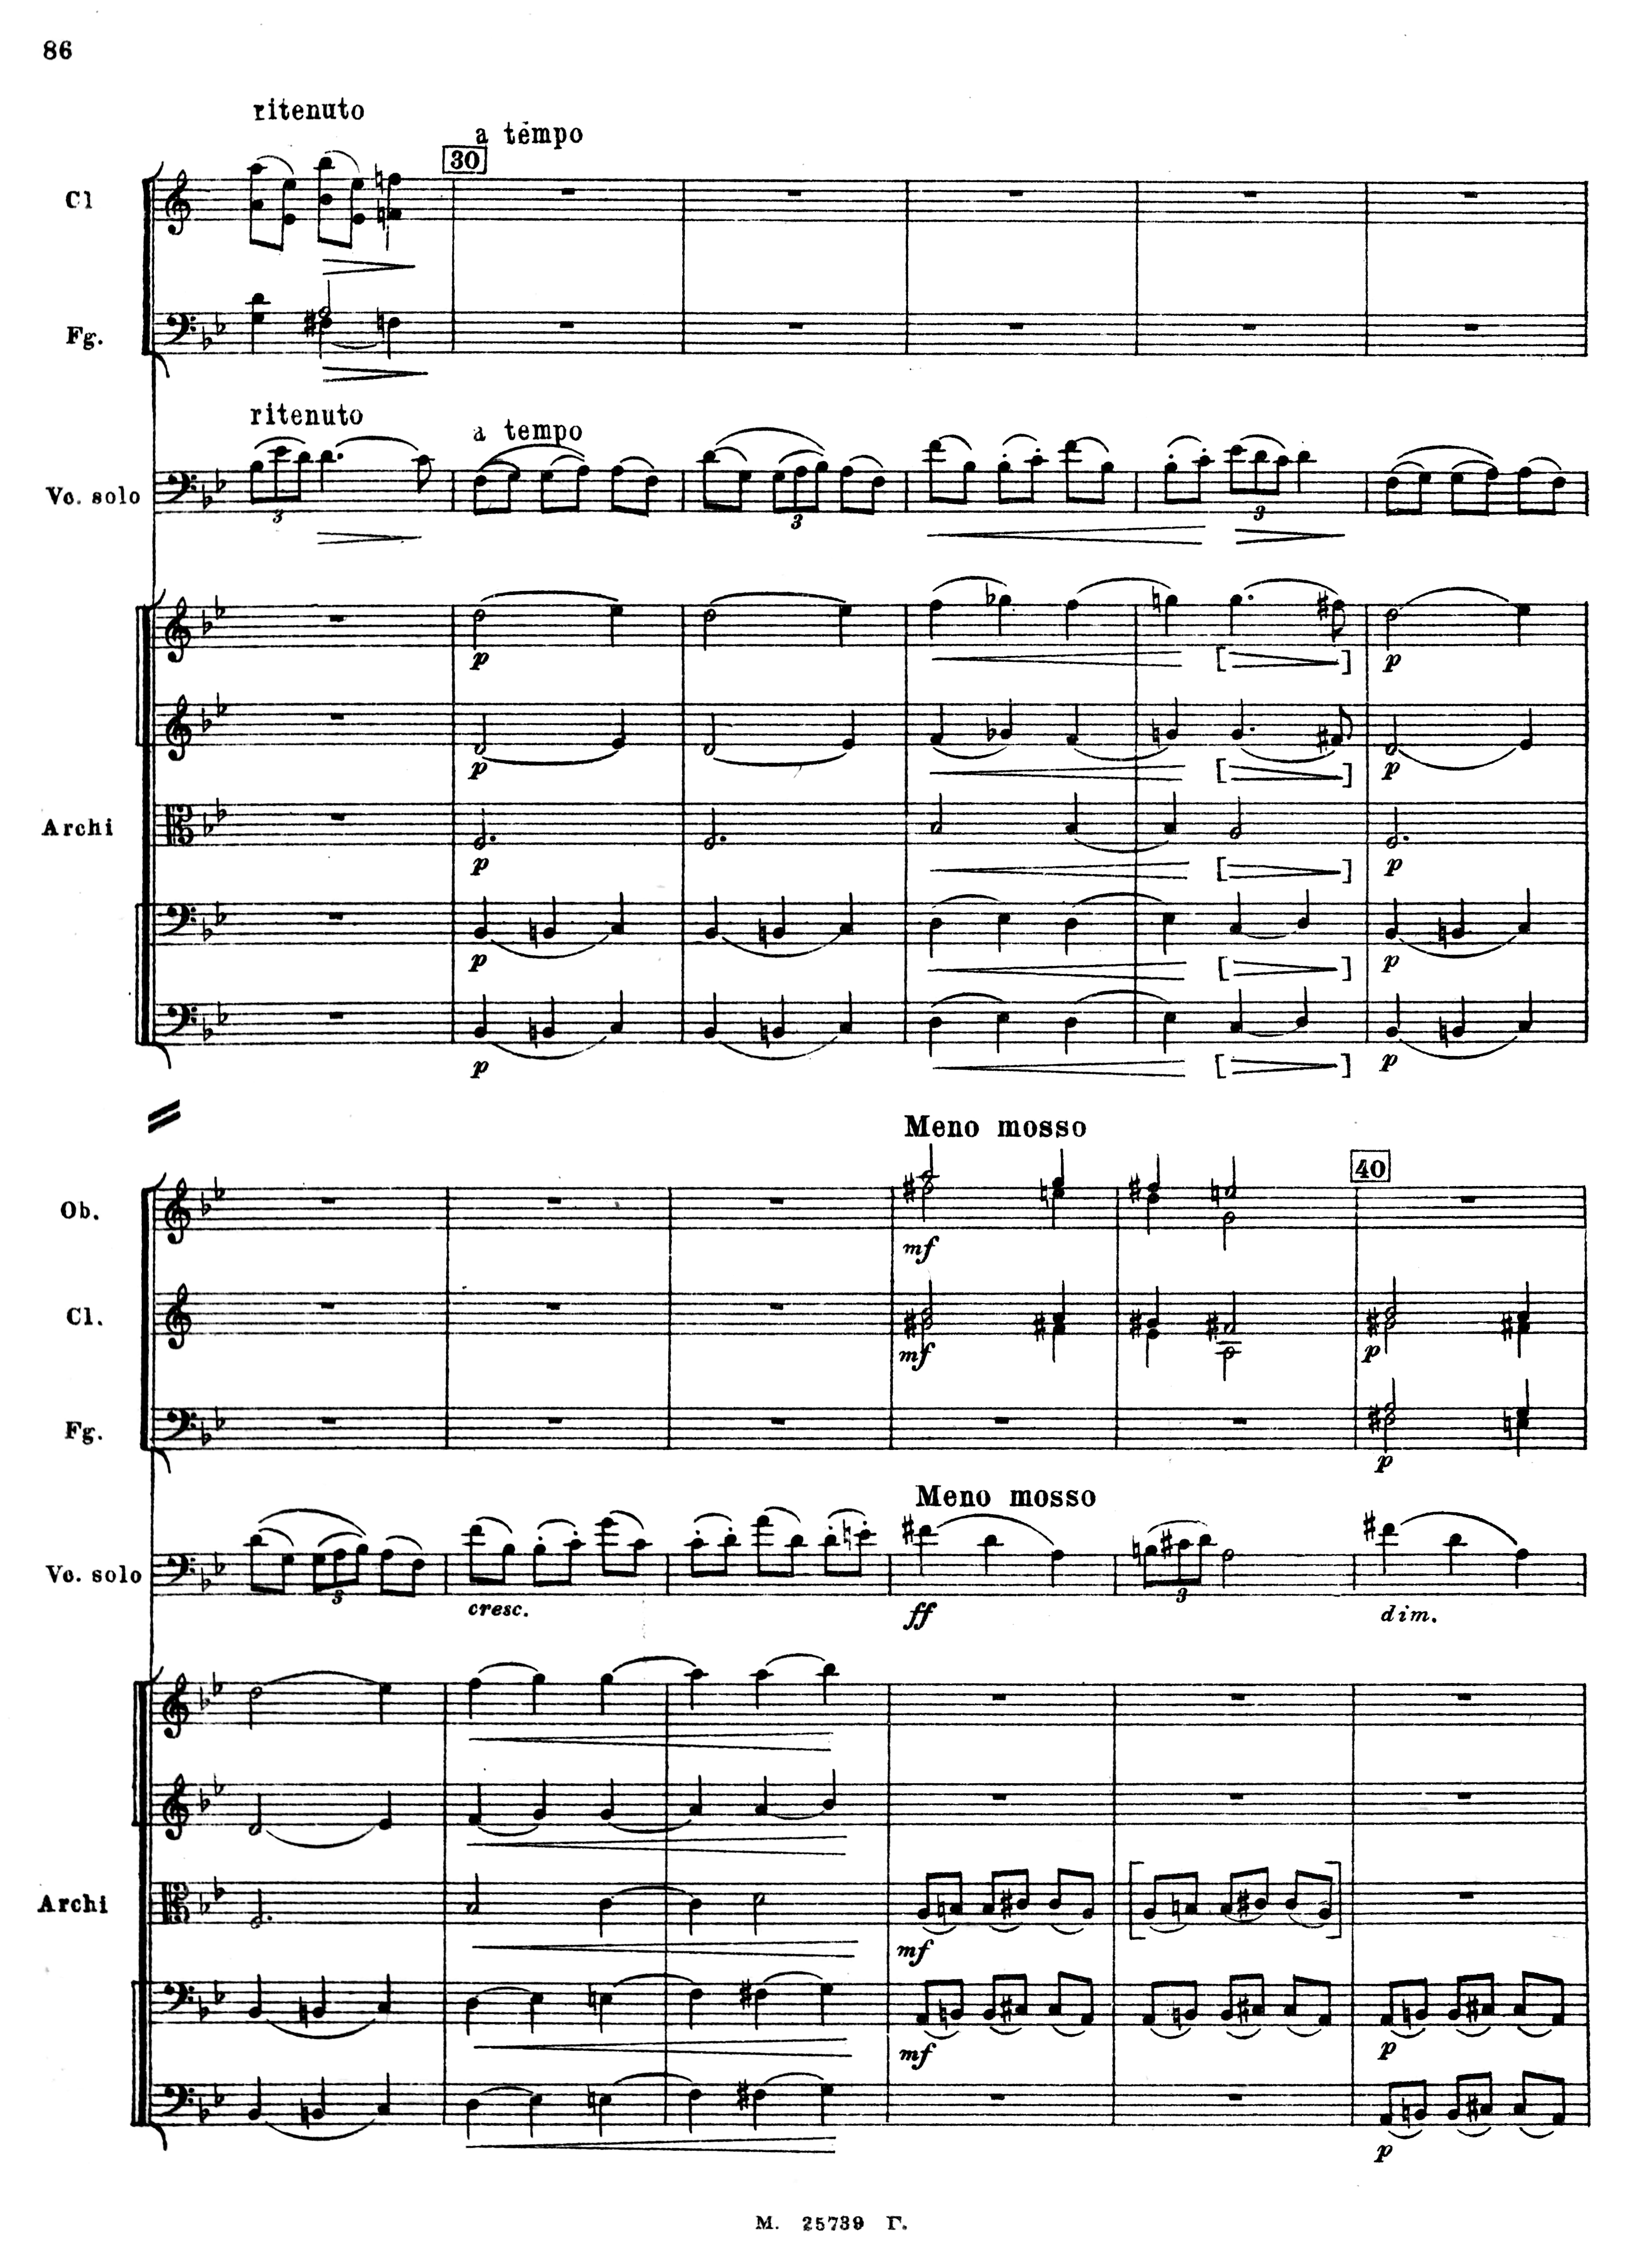 86
ritenuto
a tempo
30
Cl
Fg.
ritenuto
a tempo
Vc. solo
3
3
3
p
p
p
p
Archi
p
p
p
p
p
p
Meno mosso
40
Ob.
mf
Cl.
mf
p
Fg.
p
Meno mosso
Vc. solo
3
cresc.
ff
3
dim.
Archi
mf
mf
p
p
М. 25739 Г.